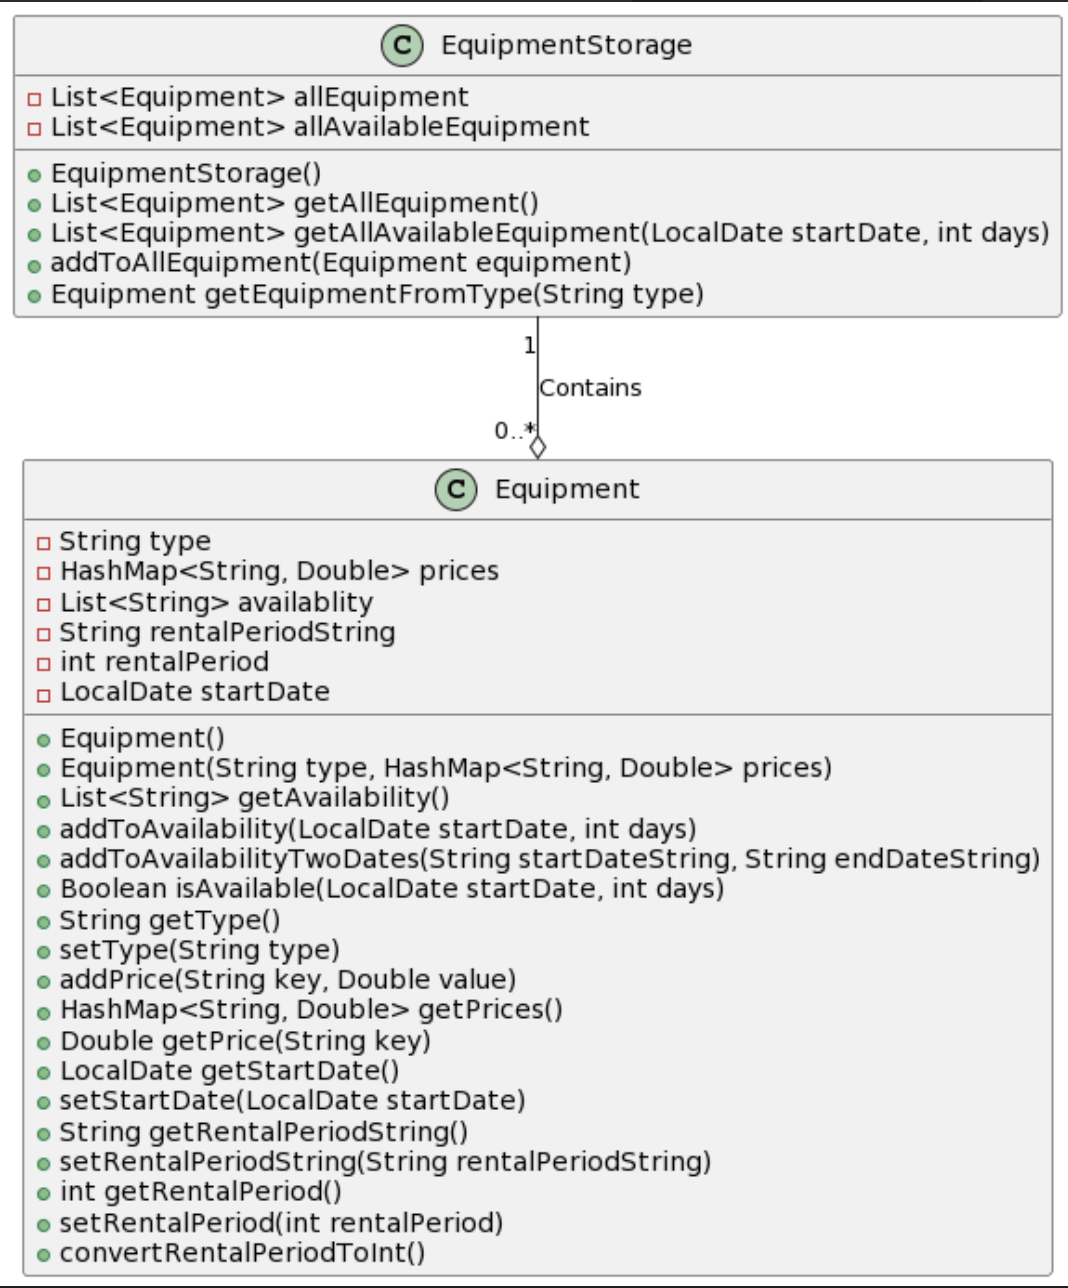 C EquipmentStorage
List<Equipment> allEquipment
List<Equipment> allAvailableEquipment
EquipmentStorage()
List<Equipment> getAllEquipment()
List<Equipment> getAllAvailableEquipment(LocalDate startDate, int days)
addToAllEquipment(Equipment equipment)
Equipment getEquipmentFromType(String type)
1
Contains
0..*
C Equipment
String type
HashMap<String, Double> prices
List<String> availablity
String rentalPeriodString
int rentalPeriod
LocalDate startDate
Equipment()
Equipment(String type, HashMap<String, Double> prices)
List<String> getAvailability()
addToAvailability(LocalDate startDate, int days)
addToAvailabilityTwoDates(String startDateString, String endDateString)
Boolean isAvailable(LocalDate startDate, int days)
String getType()
setType(String type)
addPrice(String key, Double value)
HashMap<String, Double> getPrices()
Double getPrice(String key)
LocalDate getStartDate()
setStartDate(LocalDate startDate)
String getRentalPeriodString()
setRentalPeriodString(String rentalPeriodString)
int getRentalPeriod()
setRentalPeriod(int rentalPeriod)
convertRentalPeriodToInt()